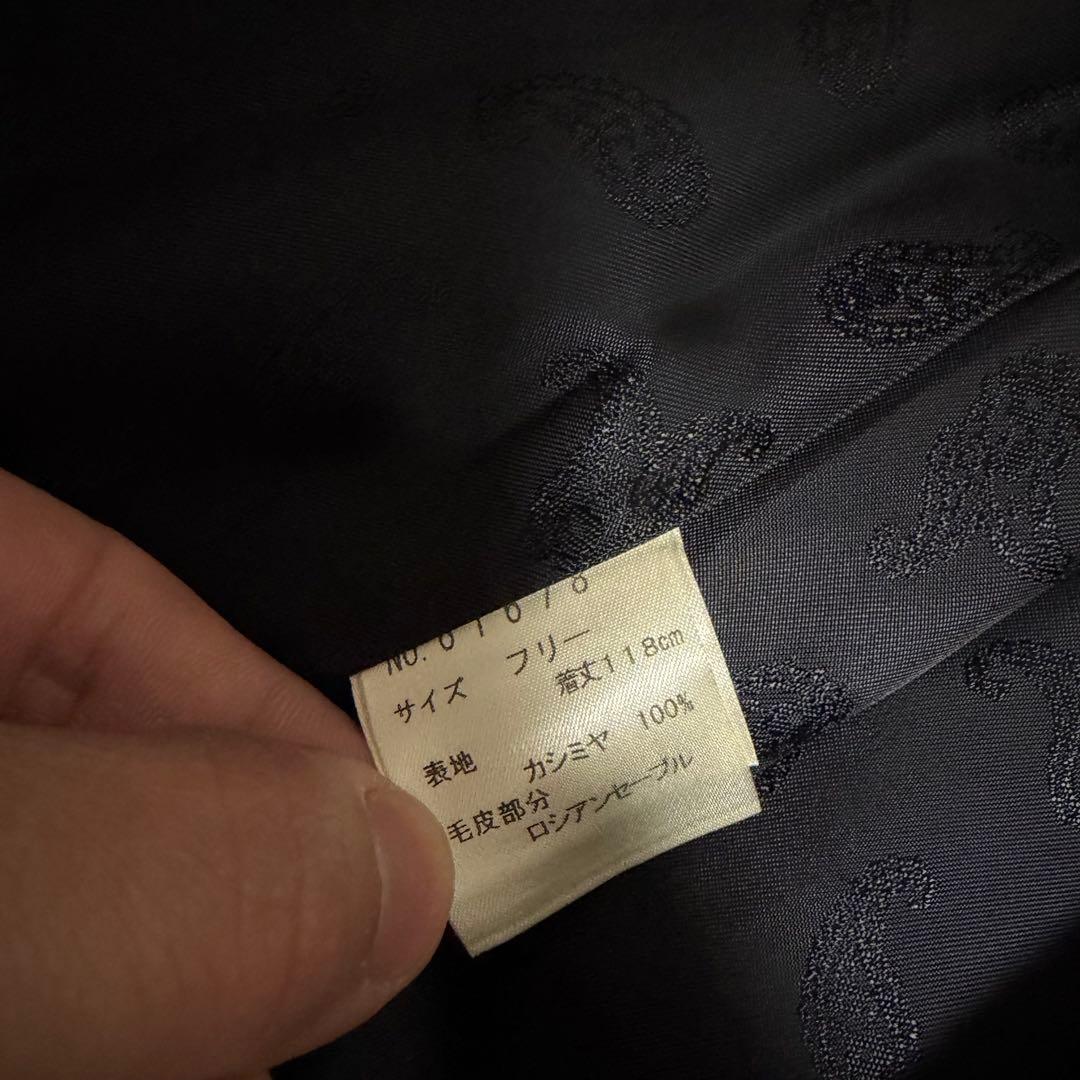 サイズ フリー
着丈118cm
表地 カシミヤ 100%
毛皮部分
ロシアンセーブル